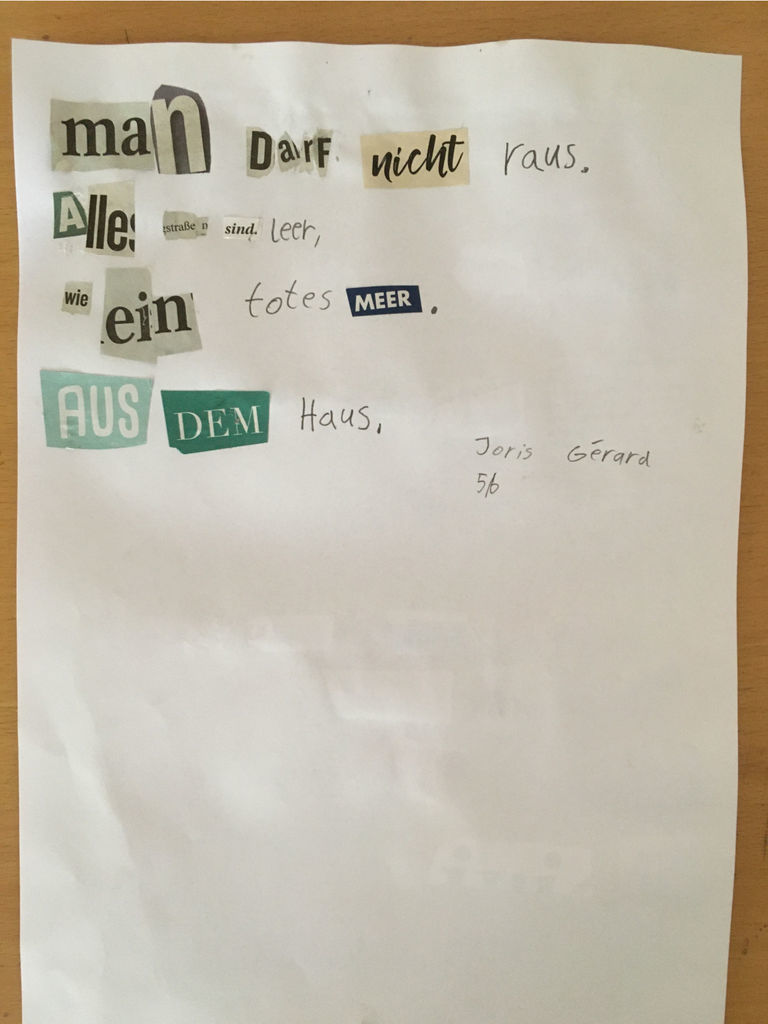 man DarF nicht raus.
Alles straße n sind. leer,
wie ein totes MEER.
AUS DEM Haus.
Joris Gérard
5/6